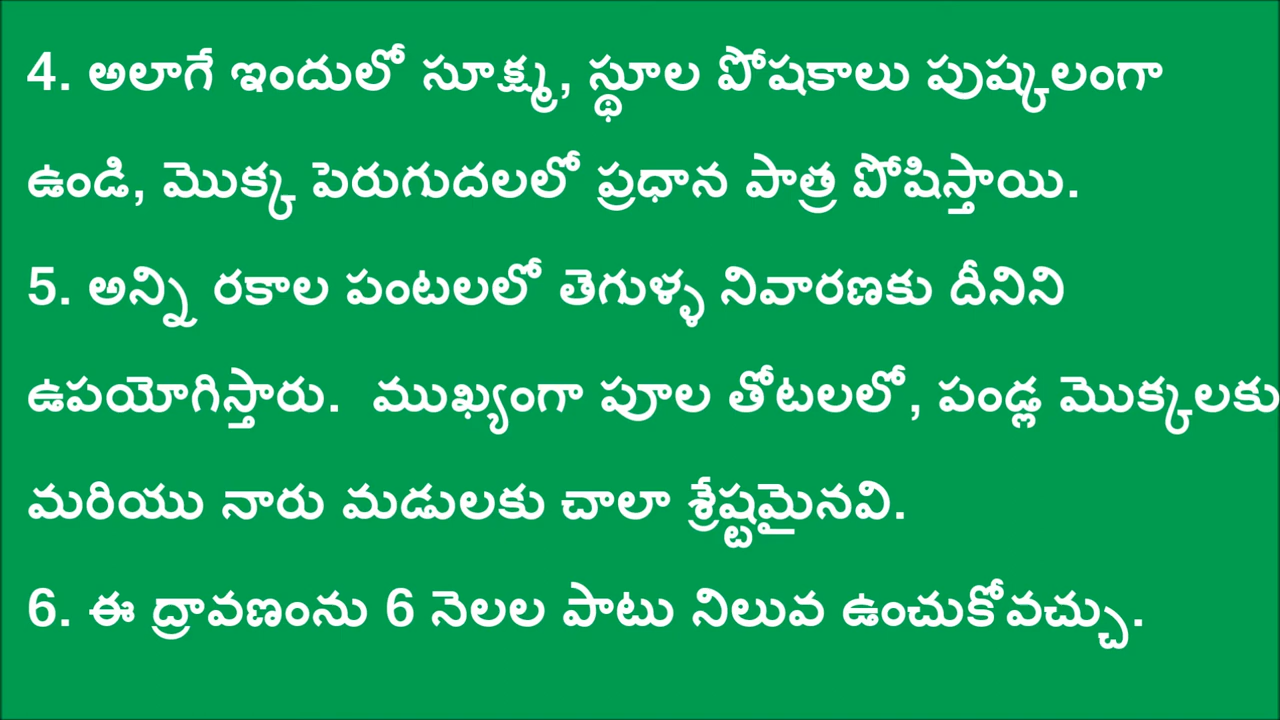 4. అలాగే ఇందులో సూక్ష్మ, స్థూల పోషకాలు పుష్కలంగా
ఉండి, మొక్క పెరుగుదలలో ప్రధాన పాత్ర పోషిస్తాయి.
5. అన్ని రకాల పంటలలో తెగుళ్ళ నివారణకు దీనిని
ఉపయోగిస్తారు. ముఖ్యంగా పూల తోటలలో, పండ్ల మొక్కలకు
మరియు నారు మడులకు చాలా శ్రేష్టమైనవి.
6. ఈ ద్రావణంను 6 నెలల పాటు నిలువ ఉంచుకోవచ్చు.